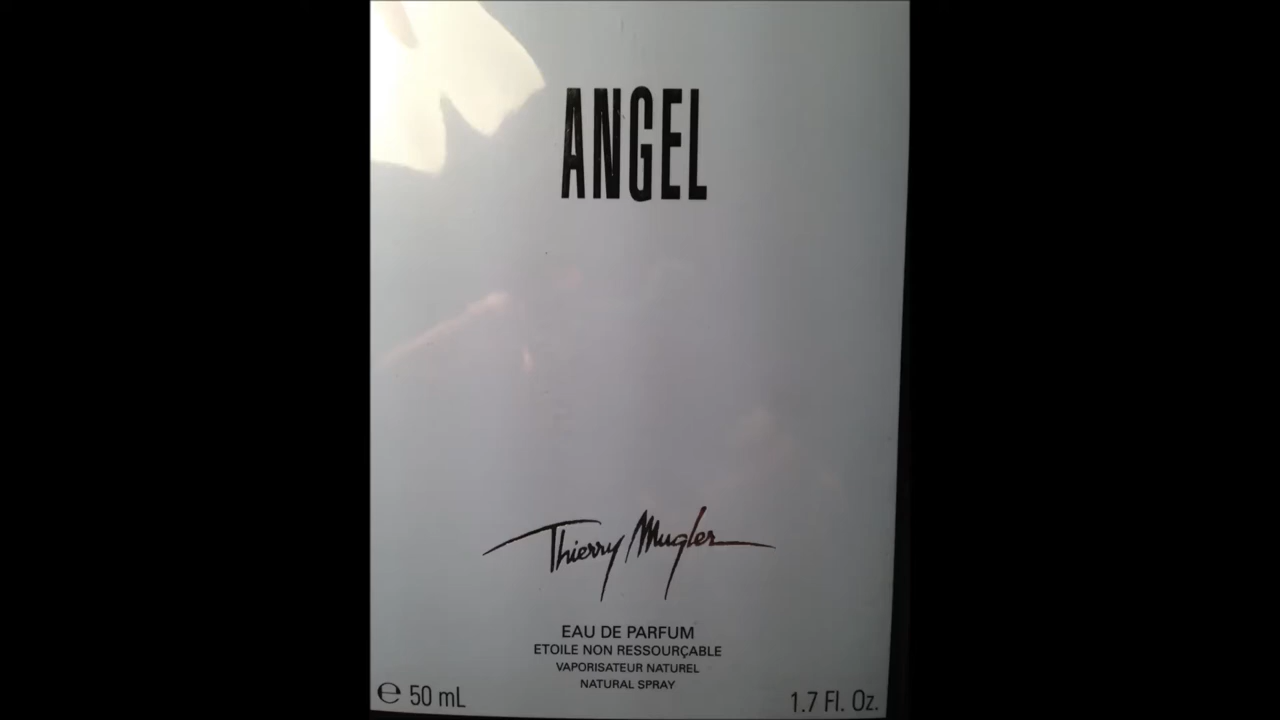 ANGEL
Thierry Mugler
EAU DE PARFUM
ETOILE NON RESSOURÇABLE
VAPORISATEUR NATUREL
NATURAL SPRAY
℮ 50 mL 1.7 Fl. Oz.